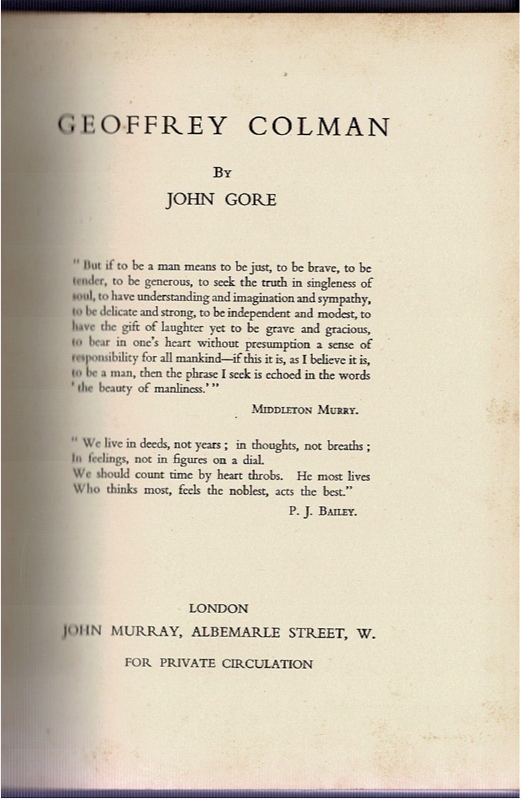 GEOFFREY COLMAN
By
JOHN GORE
" But if to be a man means to be just, to be brave, to be
tender, to be generous, to seek the truth in singleness of
soul, to have understanding and imagination and sympathy,
to be delicate and strong, to be independent and modest, to
have the gift of laughter yet to be grave and gracious,
to bear in one's heart without presumption a sense of
responsibility for all mankind—if this it is, as I believe it is,
to be a man, then the phrase I seek is echoed in the words
' the beauty of manliness.' "
Middleton Murry.
" We live in deeds, not years ; in thoughts, not breaths ;
In feelings, not in figures on a dial.
We should count time by heart throbs. He most lives
Who thinks most, feels the noblest, acts the best."
P. J. Bailey.
LONDON
JOHN MURRAY, ALBEMARLE STREET, W.
FOR PRIVATE CIRCULATION